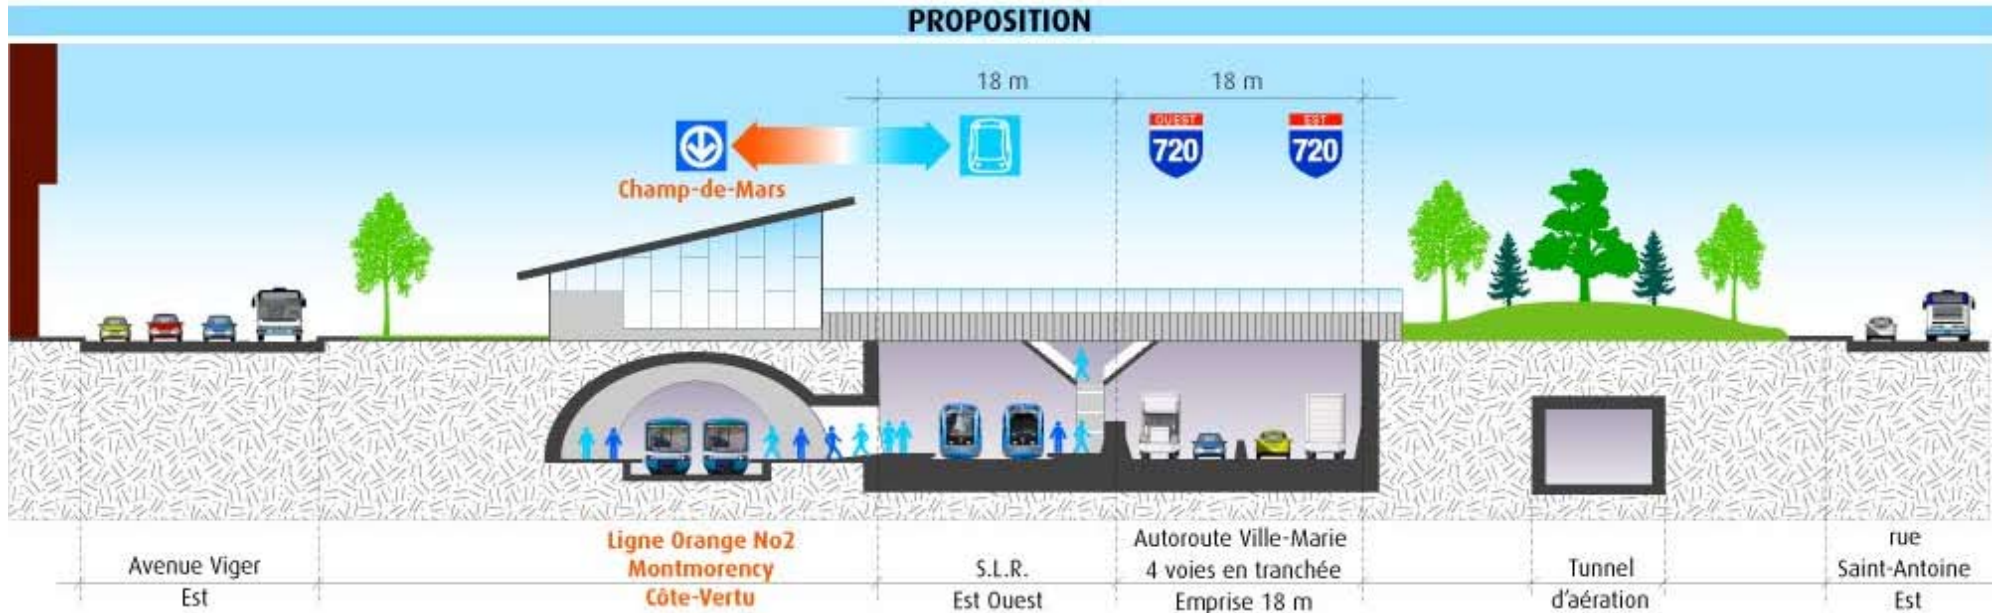 PROPOSITION
18 m
18 m
OUEST
720
EST
720
Champ-de-Mars
Avenue Viger
Est
Ligne Orange No2
Montmorency
Côte-Vertu
S.L.R.
Est Ouest
Autoroute Ville-Marie
4 voies en tranchée
Emprise 18 m
Tunnel
d'aération
rue
Saint-Antoine
Est